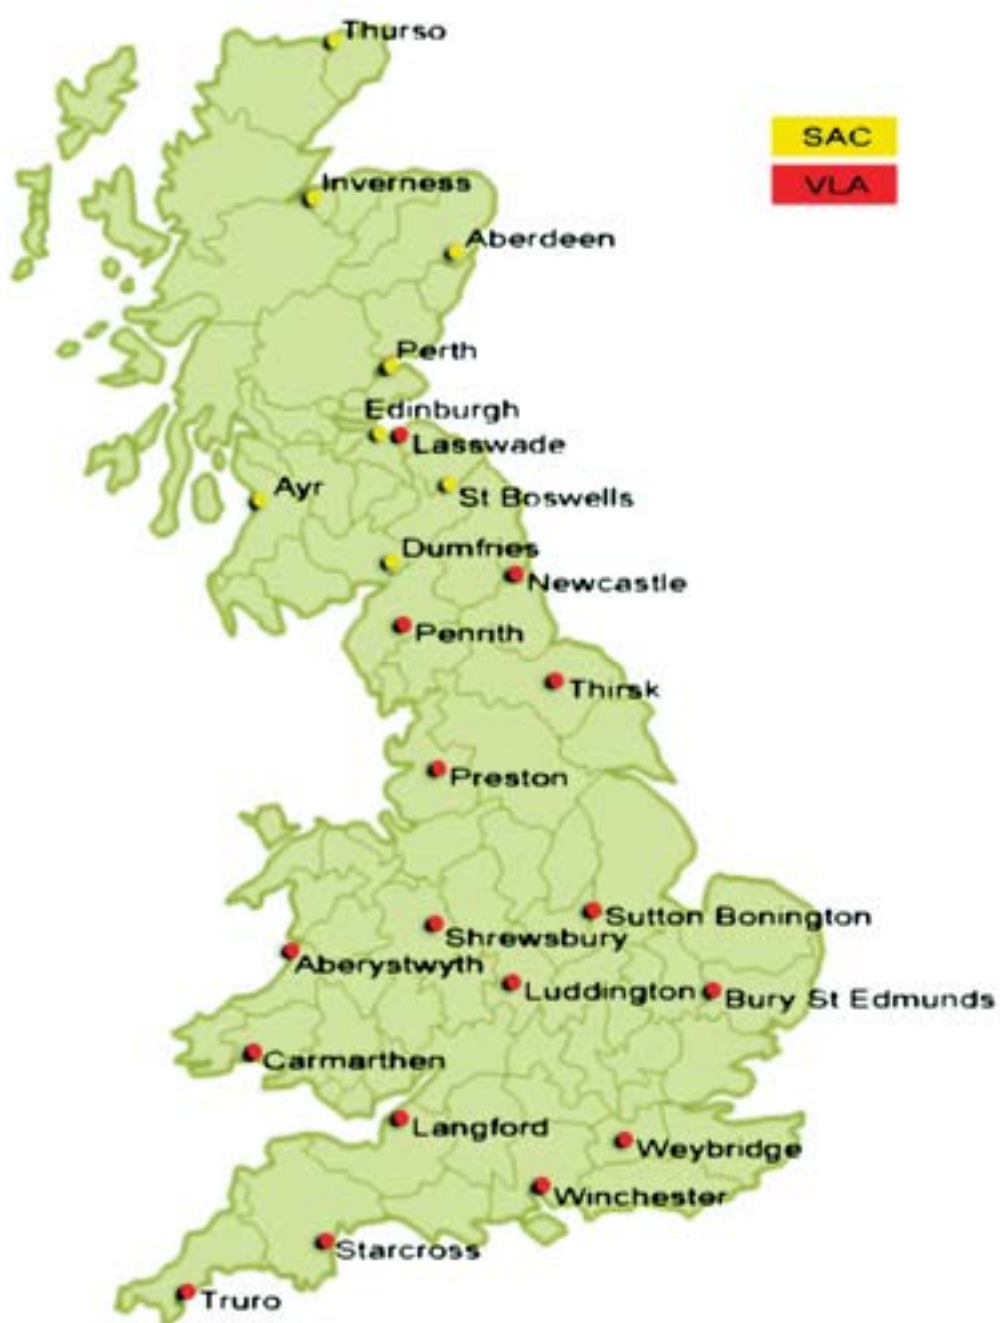 Thurso
SAC
VLA
Inverness
Aberdeen
Perth
Edinburgh
Lasswade
Ayr
St Boswells
Dumfries
Newcastle
Penrith
Thirsk
Preston
Sutton Bonington
Shrewsbury
Aberystwyth
Luddington
Bury St Edmunds
Carmarthen
Langford
Weybridge
Winchester
Starcross
Truro